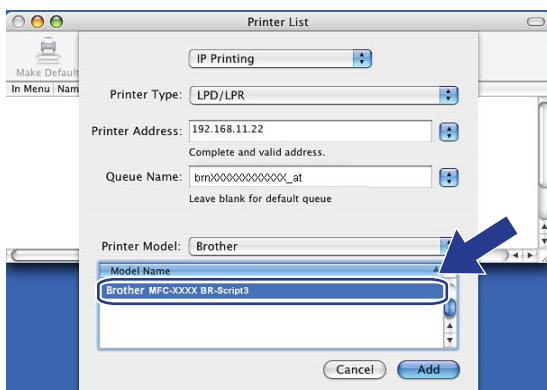 Printer List
IP Printing
Make Default
In Menu Nam
Printer Type: LPD/LPR
Printer Address: 192.168.11.22
Complete and valid address.
Queue Name: brnXXXXXXXXXXXX_at
Leave blank for default queue
Printer Model: Brother
Model Name
Brother MFC-XXXX BR-Script3
Cancel Add